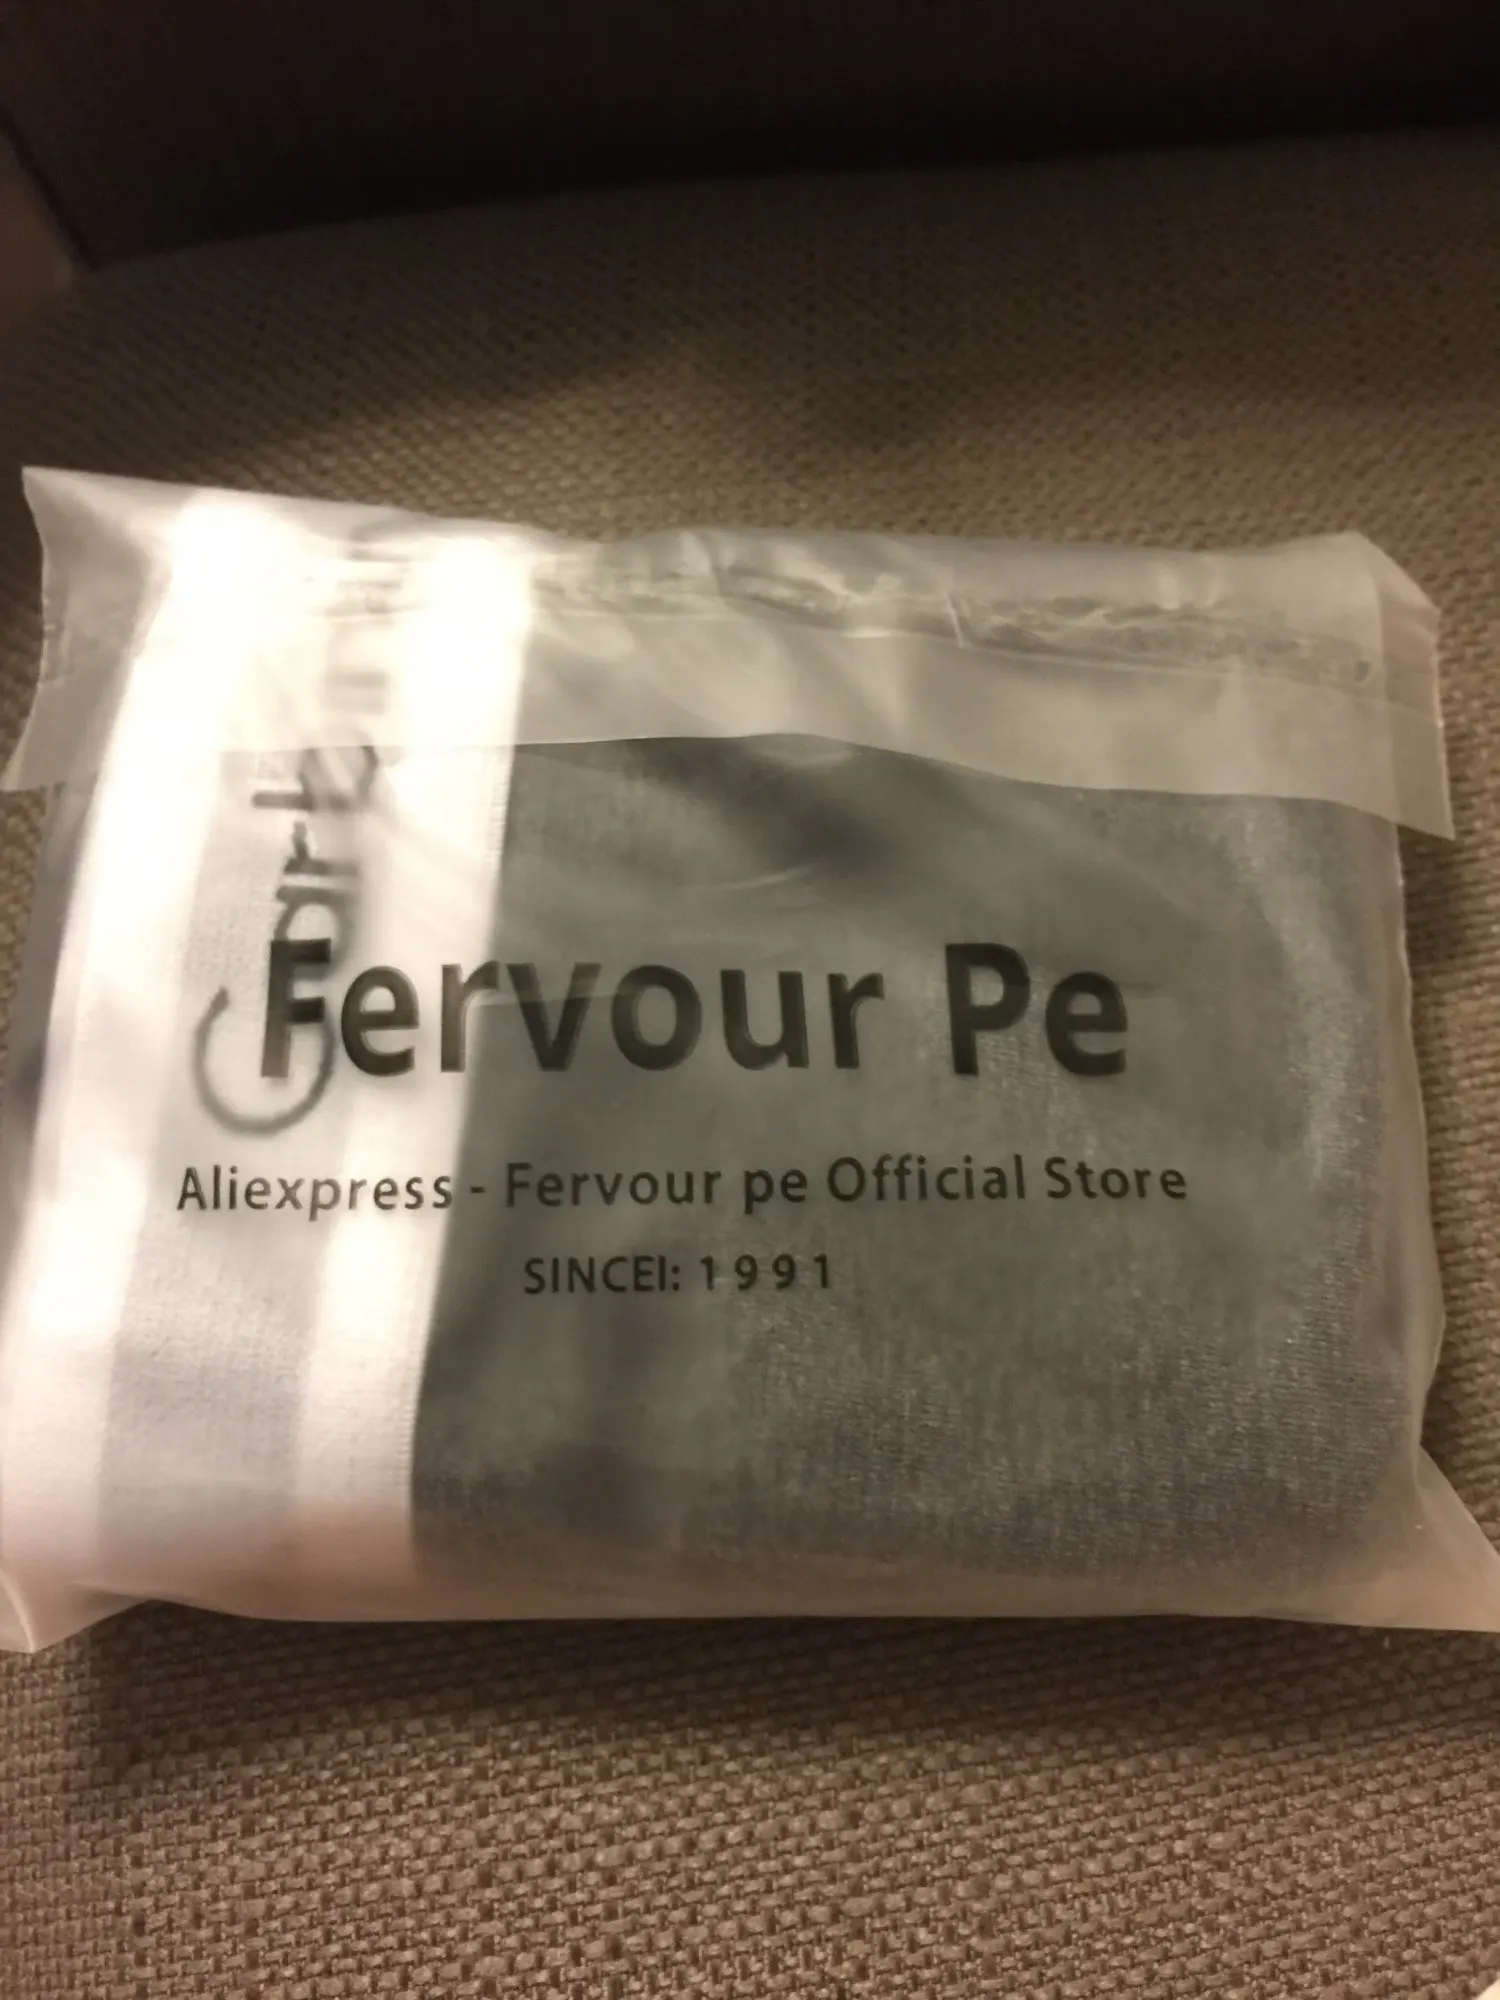 Fervour Pe
Aliexpress - Fervour pe Official Store
SINCEI: 1991